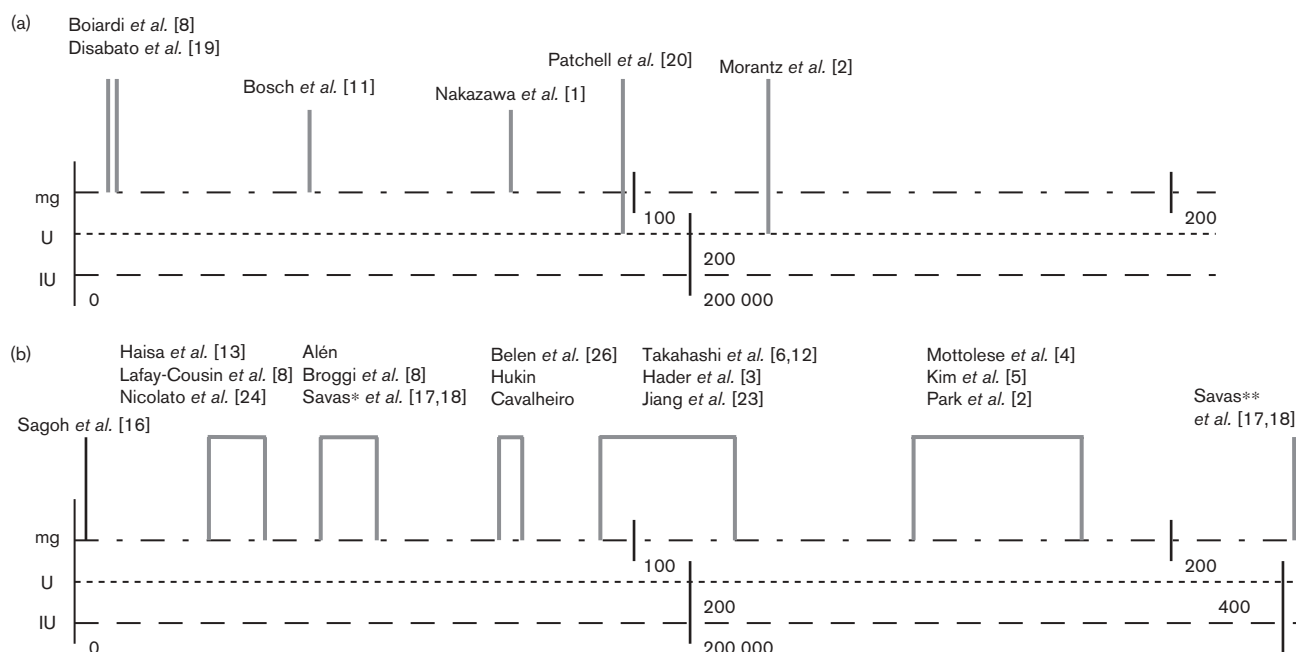 (a)
Boiardi et al. [8]
Disabato et al. [19]
Bosch et al. [11]
Nakazawa et al. [1]
Patchell et al. [20]
Morantz et al. [2]
mg
100
200
U
200
IU
0
200 000
(b)
Haisa et al. [13]
Lafay-Cousin et al. [8]
Nicolato et al. [24]
Alén
Broggi et al. [8]
Savas* et al. [17,18]
Belen et al. [26]
Hukin
Cavalheiro
Takahashi et al. [6,12]
Hader et al. [3]
Jiang et al. [23]
Mottolese et al. [4]
Kim et al. [5]
Park et al. [2]
Savas**
et al. [17,18]
Sagoh et al. [16]
mg
100
200
U
200
400
IU
0
200 000